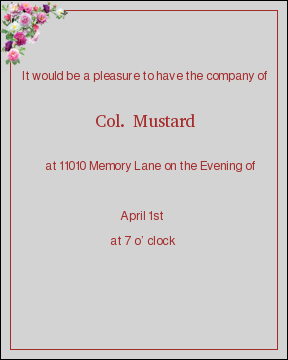 It would be a pleasure to have the company of
Col. Mustard
at 11010 Memory Lane on the Evening of
April 1st
at 7 o' clock